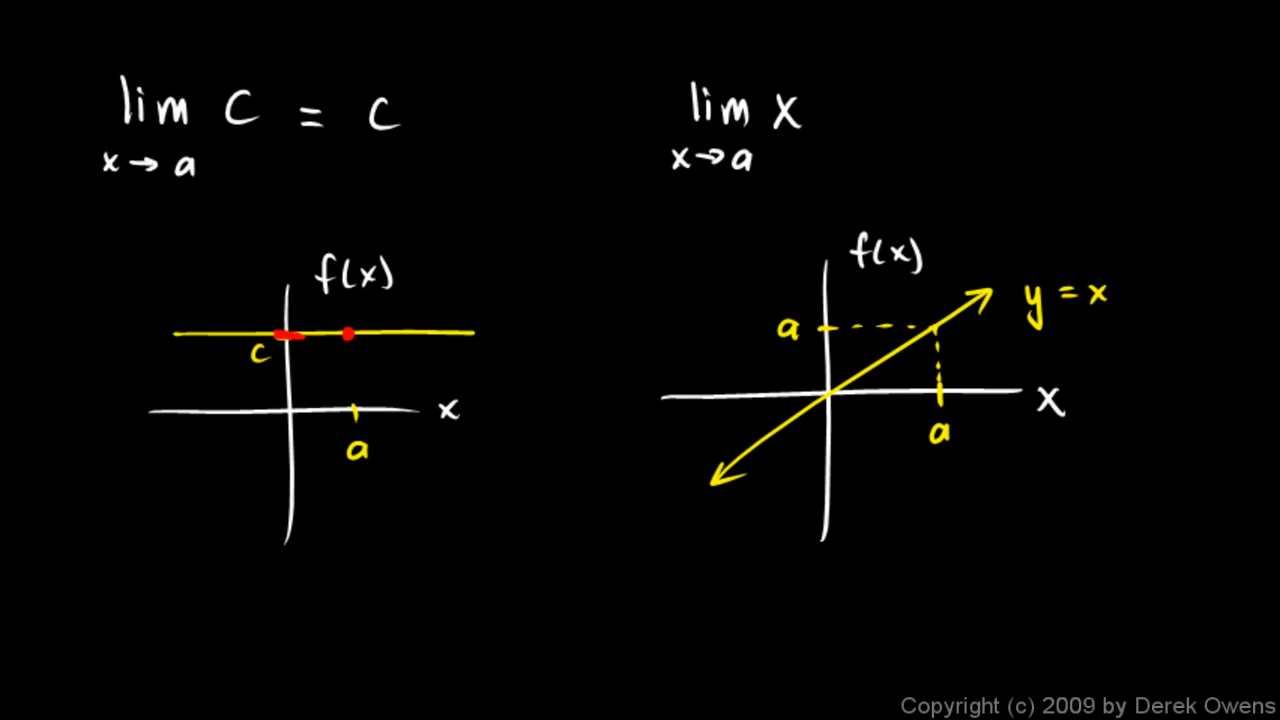 lim c = c
x → a
lim x
x → a
f(x)
c
x
a
f(x)
y = x
a
x
a
Copyright (c) 2009 by Derek Owens